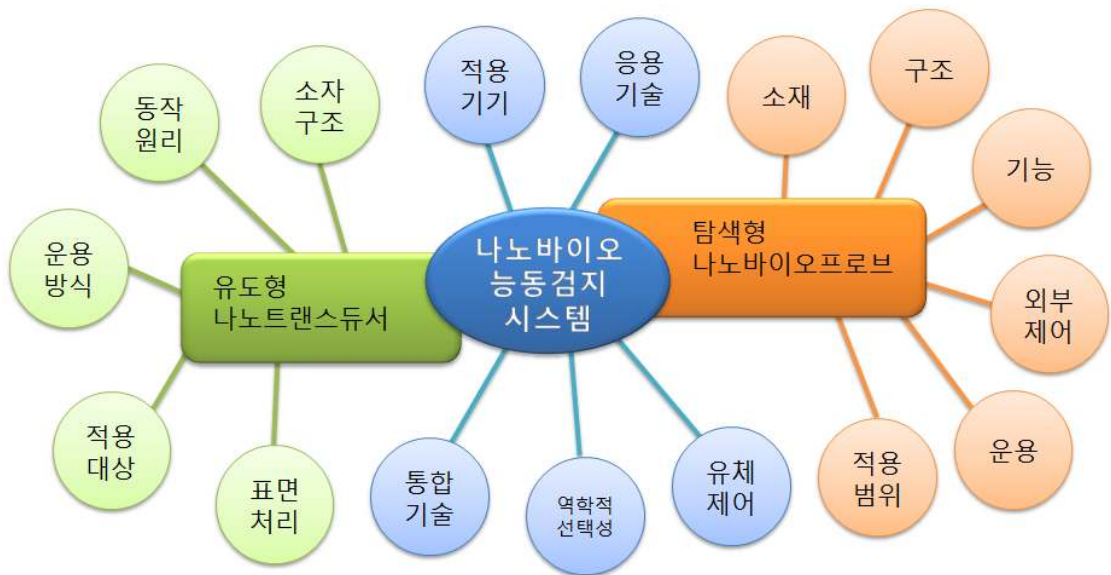 동작
원리
소자
구조
운용
방식
적용
대상
표면
처리
유도형
나노트랜스듀서
적용
기기
응용
기술
나노바이오
능동검지
시스템
통합
기술
역학적
선택성
유체
제어
탐색형
나노바이오프로브
소재
구조
기능
외부
제어
운용
적용
범위